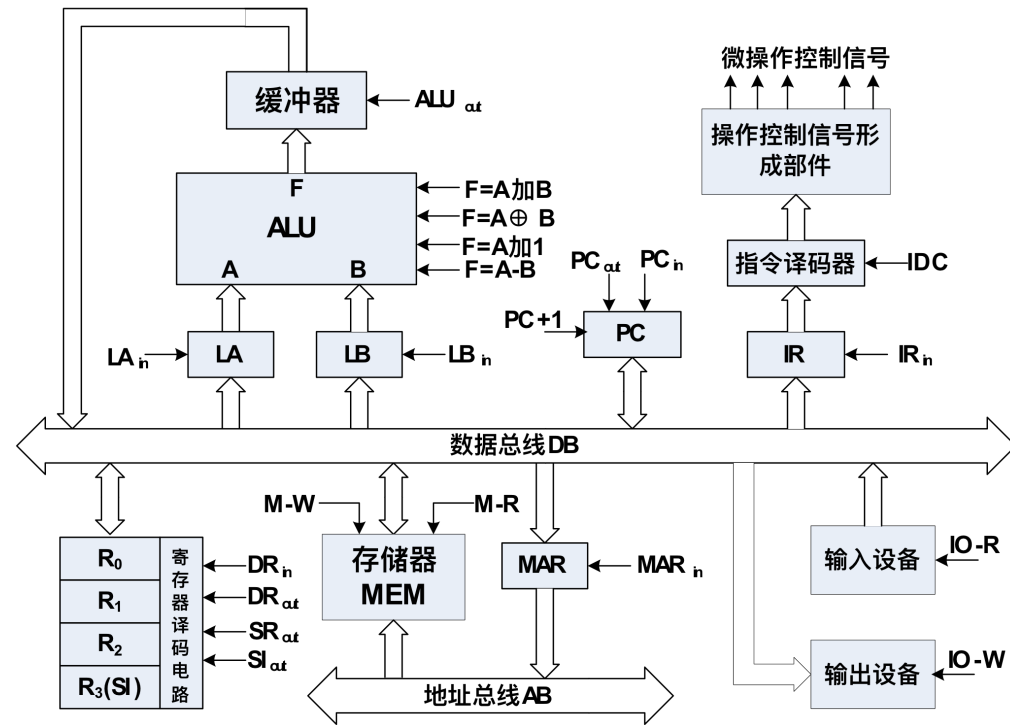 微操作控制信号
缓冲器
ALU out
操作控制信号形
成部件
F
ALU
A
B
F=A加B
F=A⊕ B
F=A加1
F=A-B
PC out
PC in
PC+1
PC
指令译码器
IDC
LA in
LA
LB
LB in
IR
IR in
数据总线DB
M-W
M-R
R0
R1
R2
R3(SI)
寄存器译码电路
DR in
DR out
SR out
SI out
存储器
MEM
MAR
MAR in
输入设备
IO-R
输出设备
IO-W
地址总线AB